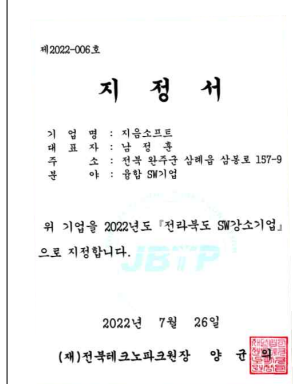 제2022-006호
지 정 서
기 업 명 : 지음소프트
대 표 자 : 남 정 훈
주 소 : 전북 완주군 삼례읍 삼봉로 157-9
분 야 : 융합 SW기업
위 기업을 2022년도 『전라북도 SW강소기업』
으로 지정합니다.
JBTP
2022년 7월 26일
(재)전북테크노파크원장 양 균 의